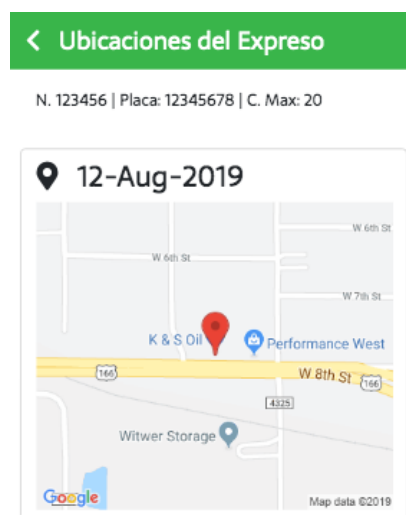 Ubicaciones del Expreso
N. 123456 | Placa: 12345678 | C. Max: 20
12-Aug-2019
W 6th St
W 6th St
W 7th St
K & S Oil
Performance West
166
W 8th St
166
4325
Witwer Storage
Google
Map data ©2019